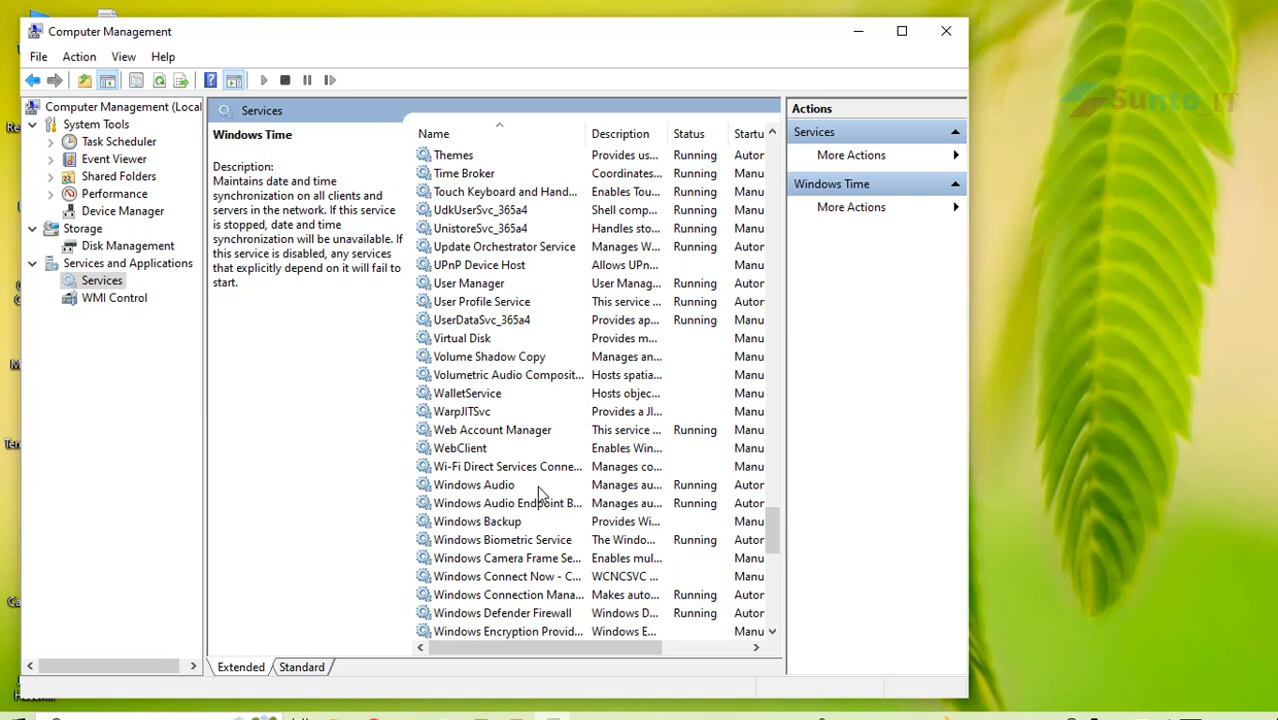 Computer Management
File Action View Help
Computer Management (Local
System Tools
Task Scheduler
Event Viewer
Shared Folders
Performance
Device Manager
Storage
Disk Management
Services and Applications
Services
WMI Control
Services
Windows Time
Description:
Maintains date and time
synchronization on all clients and
servers in the network. If this service
is stopped, date and time
synchronization will be unavailable. If
this service is disabled, any services
that explicitly depend on it will fail to
start.
Name Description Status Startu
Themes Provides us... Running Autor
Time Broker Coordinates... Running Manu
Touch Keyboard and Hand... Enables Tou... Running Manu
UdkUserSvc_365a4 Shell comp... Running Manu
UnistoreSvc_365a4 Handles sto... Running Manu
Update Orchestrator Service Manages W... Running Autor
UPnP Device Host Allows UPn... Manu
User Manager User Manag... Running Autor
User Profile Service This service ... Running Autor
UserDataSvc_365a4 Provides ap... Running Manu
Virtual Disk Provides m... Manu
Volume Shadow Copy Manages an... Manu
Volumetric Audio Composit... Hosts spatia... Manu
WalletService Hosts objec... Manu
WarpJITSvc Provides a JI... Manu
Web Account Manager This service ... Running Manu
WebClient Enables Win... Manu
Wi-Fi Direct Services Conne... Manages co... Manu
Windows Audio Manages au... Running Autor
Windows Audio Endpoint B... Manages au... Running Autor
Windows Backup Provides Wi... Manu
Windows Biometric Service The Windo... Running Autor
Windows Camera Frame Se... Enables mul... Manu
Windows Connect Now - C... WCNCSVC ... Manu
Windows Connection Mana... Makes auto... Running Autor
Windows Defender Firewall Windows D... Running Autor
Windows Encryption Provid... Windows E... Manu
Extended Standard
Actions
Services
More Actions
Windows Time
More Actions
Sunto_IT